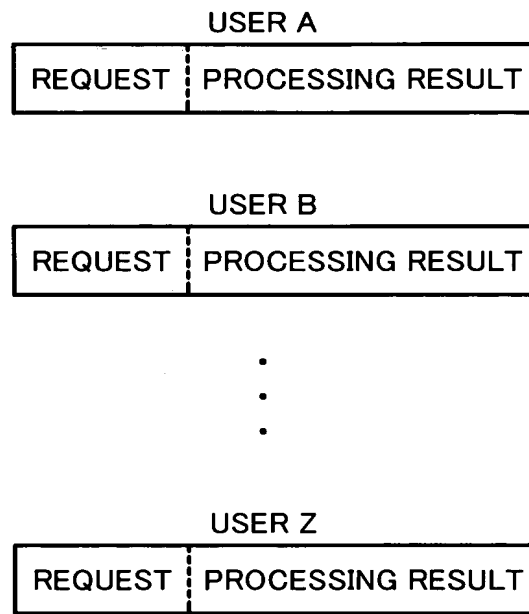 USER A
REQUEST PROCESSING RESULT
USER B
REQUEST PROCESSING RESULT
USER Z
REQUEST PROCESSING RESULT